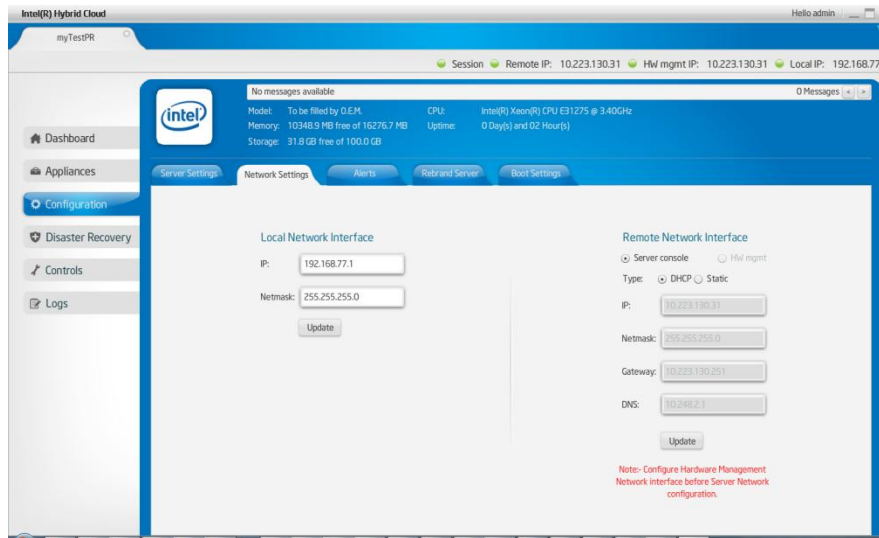 Intel(R) Hybrid Cloud
Hello admin
myTestPR
Session Remote IP: 10.223.130.31 HW mgmt IP: 10.223.130.31 Local IP: 192.168.77
No messages available
0 Messages
intel
Model: To be filled by O.E.M. CPU: Intel(R) Xeon(R) CPU E31275 @ 3.40GHz
Memory: 10348.9 MB free of 16276.7 MB Uptime: 0 Day(s) and 02 Hour(s)
Storage: 31.8 GB free of 100.0 GB
Dashboard
Appliances
Configuration
Disaster Recovery
Controls
Logs
Server Settings Network Settings Alerts Rebrand Server Boot Settings
Local Network Interface
IP: 192.168.77.1
Netmask: 255.255.255.0
Update
Remote Network Interface
Server console HW mgmt
Type: DHCP Static
IP: 10.223.130.31
Netmask: 255.255.255.0
Gateway: 10.223.130.251
DNS: 10.248.2.1
Update
Note:- Configure Hardware Management
Network interface before Server Network
configuration.